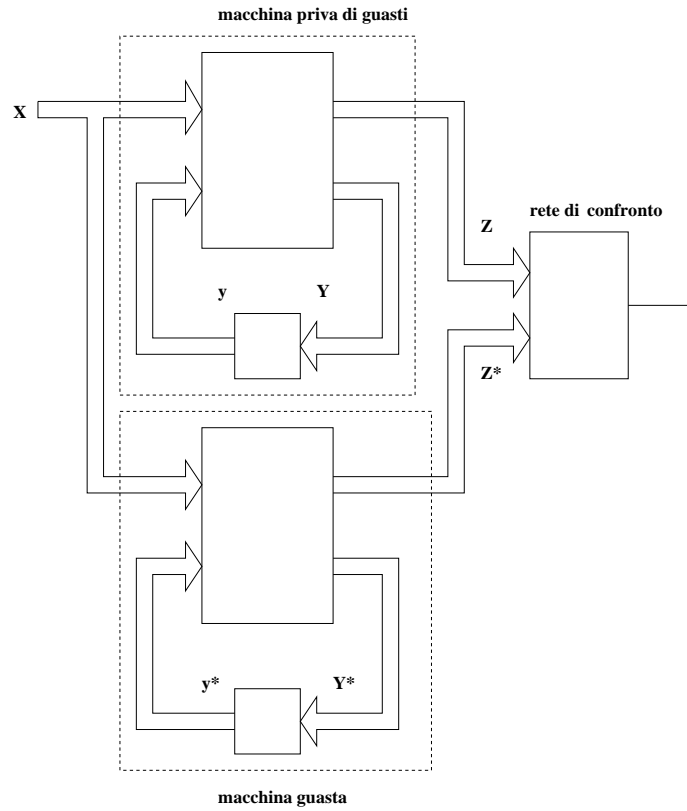 macchina priva di guasti
X
rete di confronto
Z
y Y
Z*
y* Y*
macchina guasta